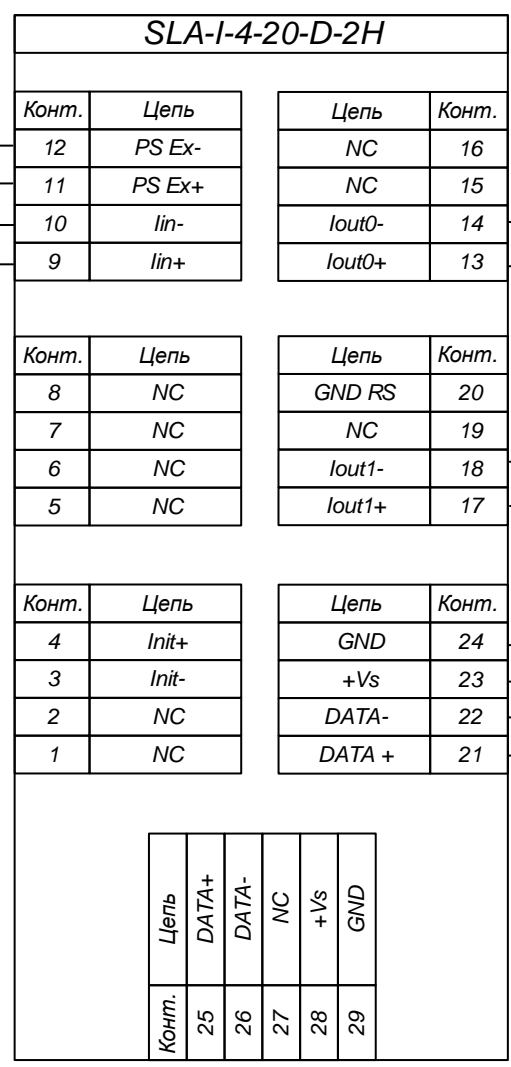 SLA-I-4-20-D-2H
Конт. Цепь
12 PS Ex-
11 PS Ex+
10 Iin-
9 Iin+
Цепь Конт.
NC 16
NC 15
Iout0- 14
Iout0+ 13
Конт. Цепь
8 NC
7 NC
6 NC
5 NC
Цепь Конт.
GND RS 20
NC 19
Iout1- 18
Iout1+ 17
Конт. Цепь
4 Init+
3 Init-
2 NC
1 NC
Цепь Конт.
GND 24
+Vs 23
DATA- 22
DATA + 21
Конт. Цепь
25 DATA+
26 DATA-
27 NC
28 +Vs
29 GND